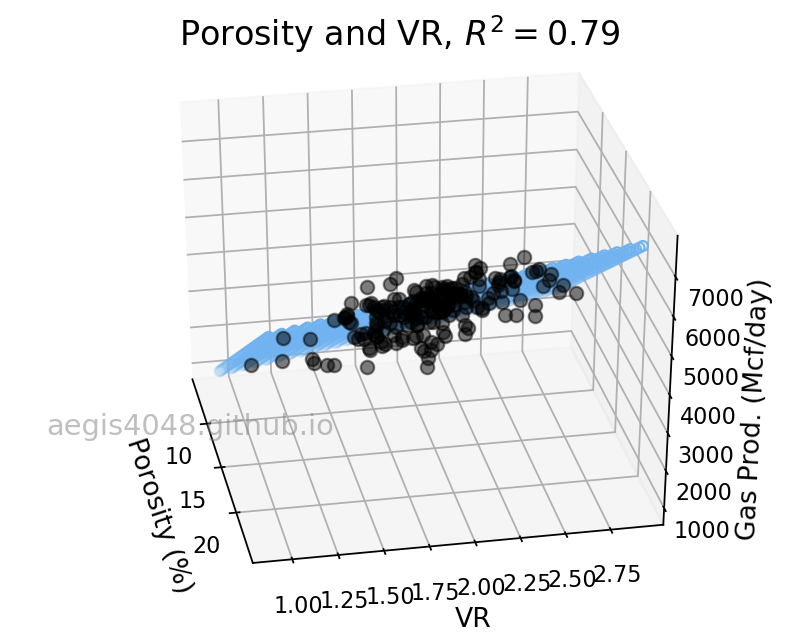 Porosity and VR, R² = 0.79
7000
6000
5000
4000
3000
2000
1000
Gas Prod. (Mcf/day)
aegis4048.github.io
10
15
20
Porosity (%)
1.00 1.25 1.50 1.75 2.00 2.25 2.50 2.75
VR